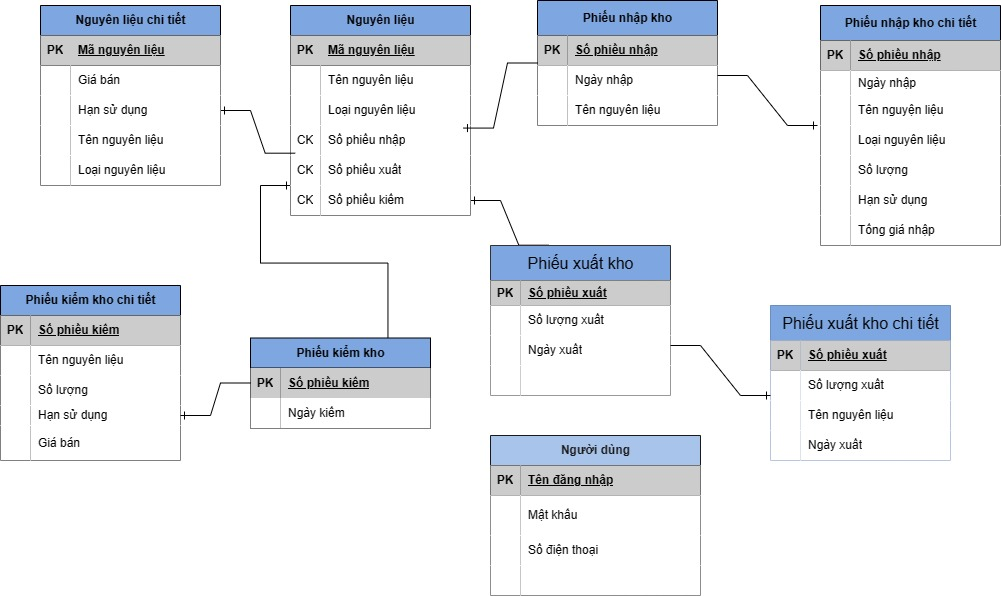 Nguyên liệu chi tiết
PK Mã nguyên liệu
Giá bán
Hạn sử dụng
Tên nguyên liệu
Loại nguyên liệu
Nguyên liệu
PK Mã nguyên liệu
Tên nguyên liệu
Loại nguyên liệu
CK Số phiếu nhập
CK Số phiếu xuất
CK Số phiếu kiểm
Phiếu nhập kho
PK Số phiếu nhập
Ngày nhập
Tên nguyên liệu
Phiếu nhập kho chi tiết
PK Số phiếu nhập
Ngày nhập
Tên nguyện liệu
Loại nguyên liệu
Số lượng
Hạn sử dụng
Tổng giá nhập
Phiếu kiểm kho chi tiết
PK Số phiếu kiêm
Tên nguyên liệu
Số lượng
Hạn sử dụng
Giá bán
Phiếu kiểm kho
PK Số phiếu kiểm
Ngày kiểm
Phiếu xuất kho
PK Số phiếu xuất
Số lượng xuất
Ngày xuất
Phiếu xuất kho chi tiết
PK Số phiếu xuất
Số lượng xuất
Tên nguyên liệu
Ngày xuất
Người dùng
PK Tên đăng nhập
Mật khẩu
Số điện thoại